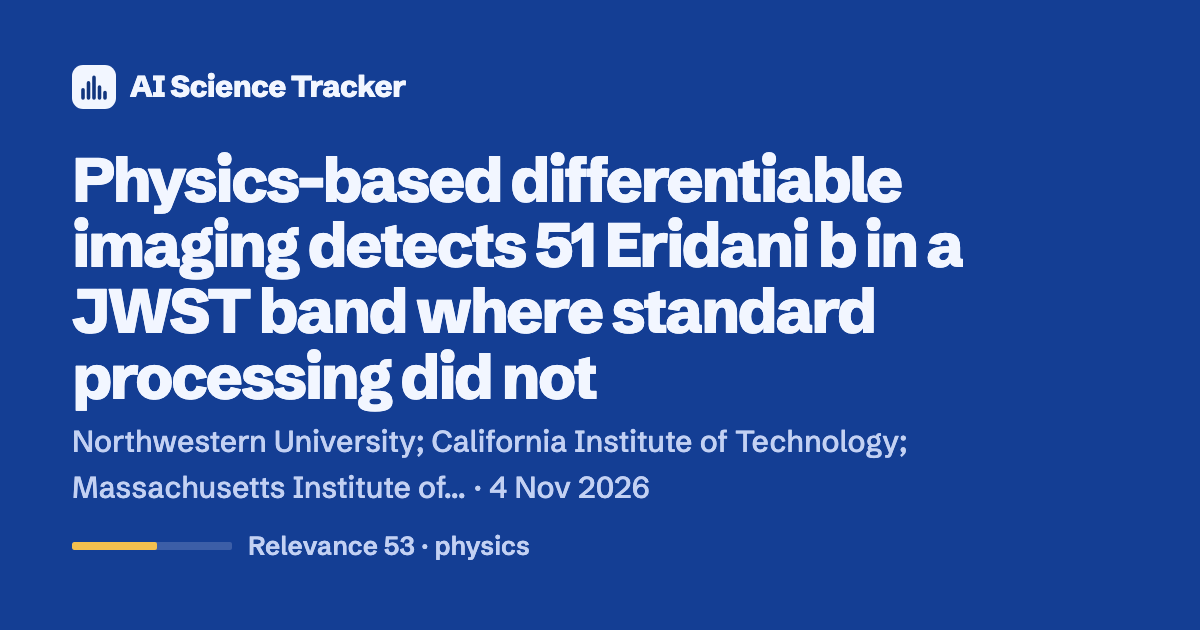 AI Science Tracker
Physics-based differentiable
imaging detects 51 Eridani b in a
JWST band where standard
processing did not
Northwestern University; California Institute of Technology;
Massachusetts Institute of... · 4 Nov 2026
Relevance 53 · physics